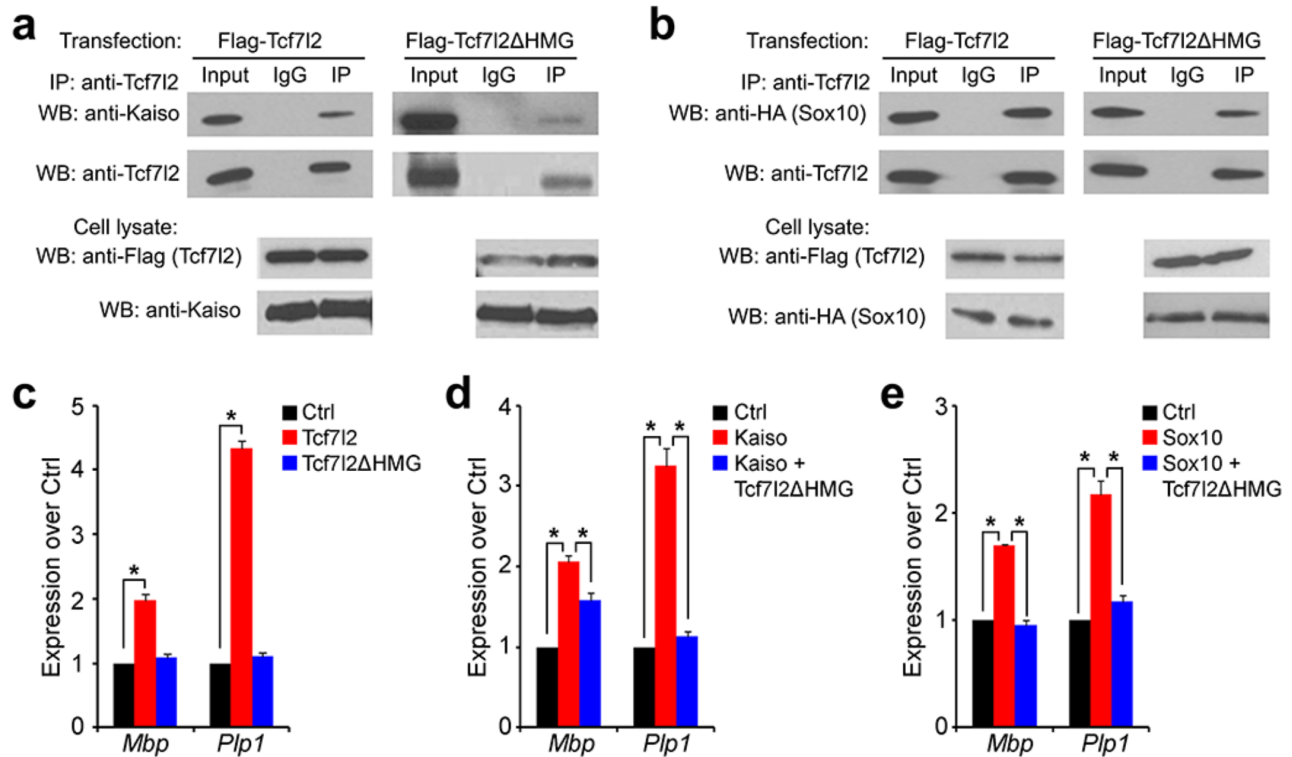 a
Transfection: Flag-Tcf7l2 Flag-Tcf7l2ΔHMG
IP: anti-Tcf7l2 Input IgG IP Input IgG IP
WB: anti-Kaiso
WB: anti-Tcf7l2
Cell lysate:
WB: anti-Flag (Tcf7l2)
WB: anti-Kaiso
b
Transfection: Flag-Tcf7l2 Flag-Tcf7l2ΔHMG
IP: anti-Tcf7l2 Input IgG IP Input IgG IP
WB: anti-HA (Sox10)
WB: anti-Tcf7l2
Cell lysate:
WB: anti-Flag (Tcf7l2)
WB: anti-HA (Sox10)
c
Expression over Ctrl
5
4
3
2
1
0
* *
Ctrl
Tcf7l2
Tcf7l2ΔHMG
Mbp Plp1
d
Expression over Ctrl
4
3
2
1
0
* * * *
Ctrl
Kaiso
Kaiso +
Tcf7l2ΔHMG
Mbp Plp1
e
Expression over Ctrl
3
2
1
0
* * * *
Ctrl
Sox10
Sox10 +
Tcf7l2ΔHMG
Mbp Plp1